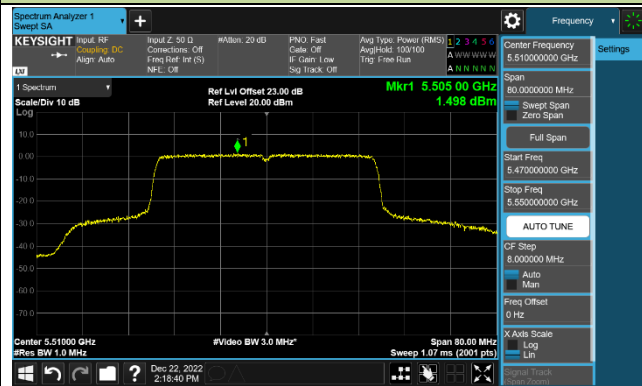 Spectrum Analyzer 1
Swept SA
+
Frequency
KEYSIGHT
Input: RF
Coupling: DC
Align: Auto
Input Z: 50 Ω
Corrections: Off
Freq Ref: Int (S)
NFE: Off
#Atten: 20 dB
PNO: Fast
Gate: Off
IF Gain: Low
Sig Track: Off
Avg Type: Power (RMS)
Avg|Hold: 100/100
Trig: Free Run
1 2 3 4 5 6
A W W W W W
A N N N N N
LXI
1 Spectrum
Scale/Div 10 dB
Log
Ref Lvl Offset 23.00 dB
Ref Level 20.00 dBm
Mkr1 5.505 00 GHz
1.498 dBm
1
10.0
0.00
-10.0
-20.0
-30.0
-40.0
-50.0
-60.0
-70.0
Center 5.51000 GHz
#Res BW 1.0 MHz
#Video BW 3.0 MHz*
Span 80.00 MHz
Sweep 1.07 ms (2001 pts)
Center Frequency
5.510000000 GHz
Settings
Span
80.0000000 MHz
Swept Span
Zero Span
Full Span
Start Freq
5.470000000 GHz
Stop Freq
5.550000000 GHz
AUTO TUNE
CF Step
8.000000 MHz
Auto
Man
Freq Offset
0 Hz
X Axis Scale
Log
Lin
Signal Track
(Span Zoom)
?
Dec 22, 2022
2:18:40 PM